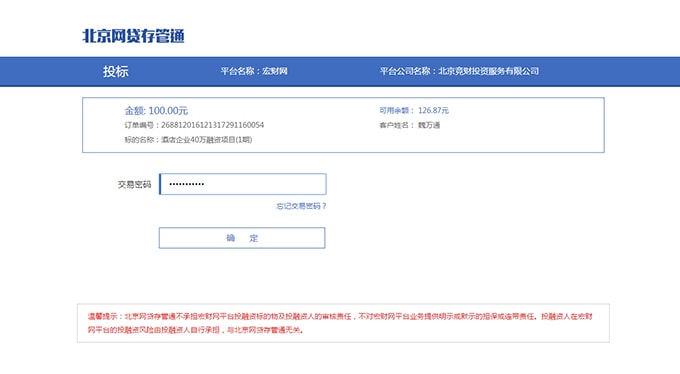 北京网贷存管通
投标 平台名称：宏财网 平台公司名称：北京竞财投资服务有限公司
金额: 100.00元 可用余额： 126.87元
订单编号：268812016121317291160054 客户姓名： 魏万通
标的名称：酒店企业40万融资项目(1期)
交易密码 •••••••••••
忘记交易密码？
确 定
温馨提示：北京网贷存管通不承担宏财网平台投融资标的物及投融资人的审核责任，不对宏财网平台业务提供明示或默示的担保或连带责任。投融资人在宏财
网平台的投融资风险由投融资人自行承担，与北京网贷存管通无关。